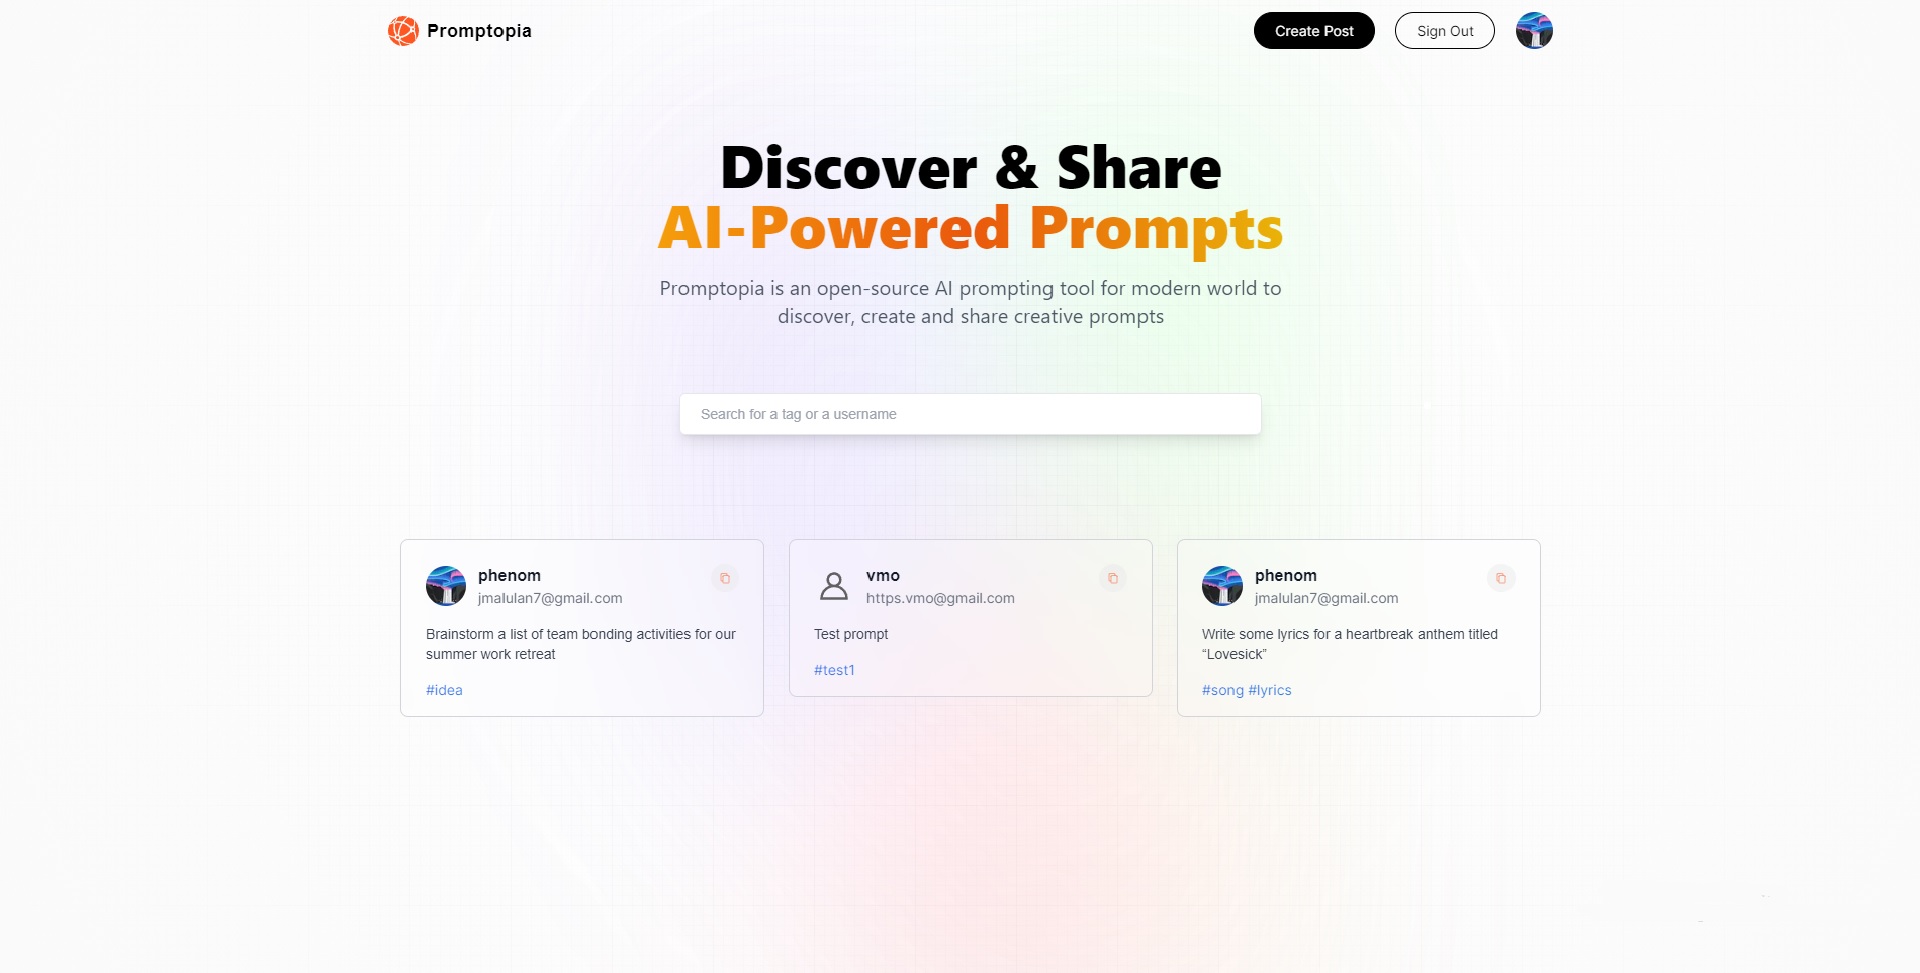 Promptopia
Create Post
Sign Out
Discover & Share
AI-Powered Prompts
Promptopia is an open-source AI prompting tool for modern world to
discover, create and share creative prompts
Search for a tag or a username
phenom
jmalulan7@gmail.com
Brainstorm a list of team bonding activities for our
summer work retreat
#idea
vmo
https.vmo@gmail.com
Test prompt
#test1
phenom
jmalulan7@gmail.com
Write some lyrics for a heartbreak anthem titled
“Lovesick”
#song #lyrics